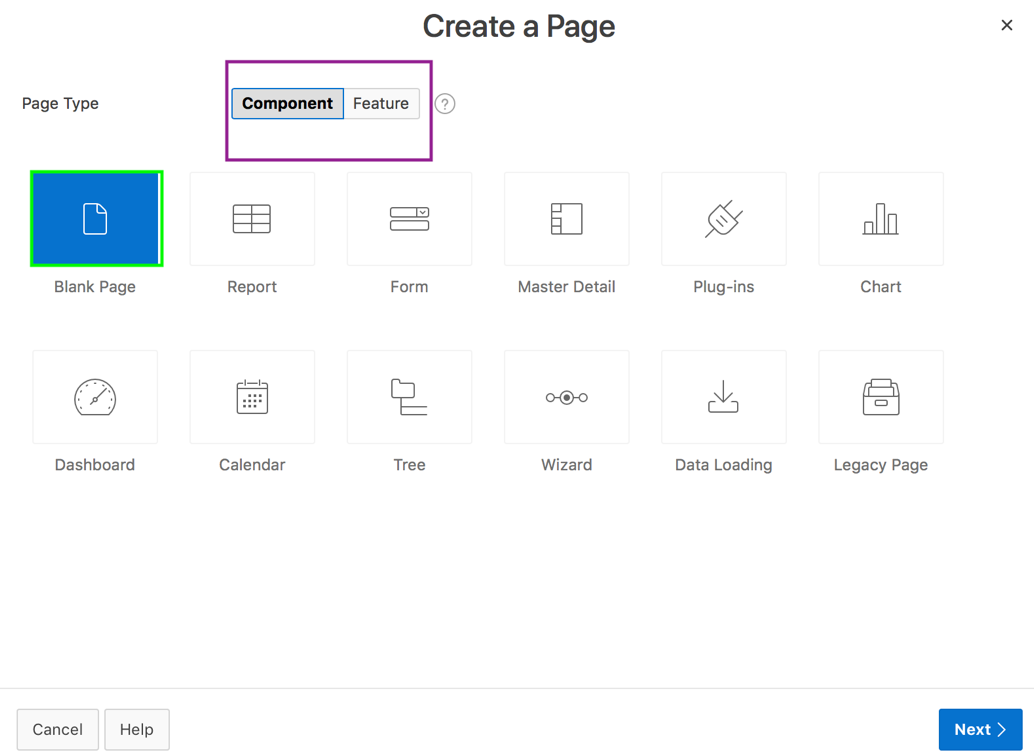 Create a Page
Page Type
Component Feature
Blank Page Report Form Master Detail Plug-ins Chart
Dashboard Calendar Tree Wizard Data Loading Legacy Page
Cancel Help Next